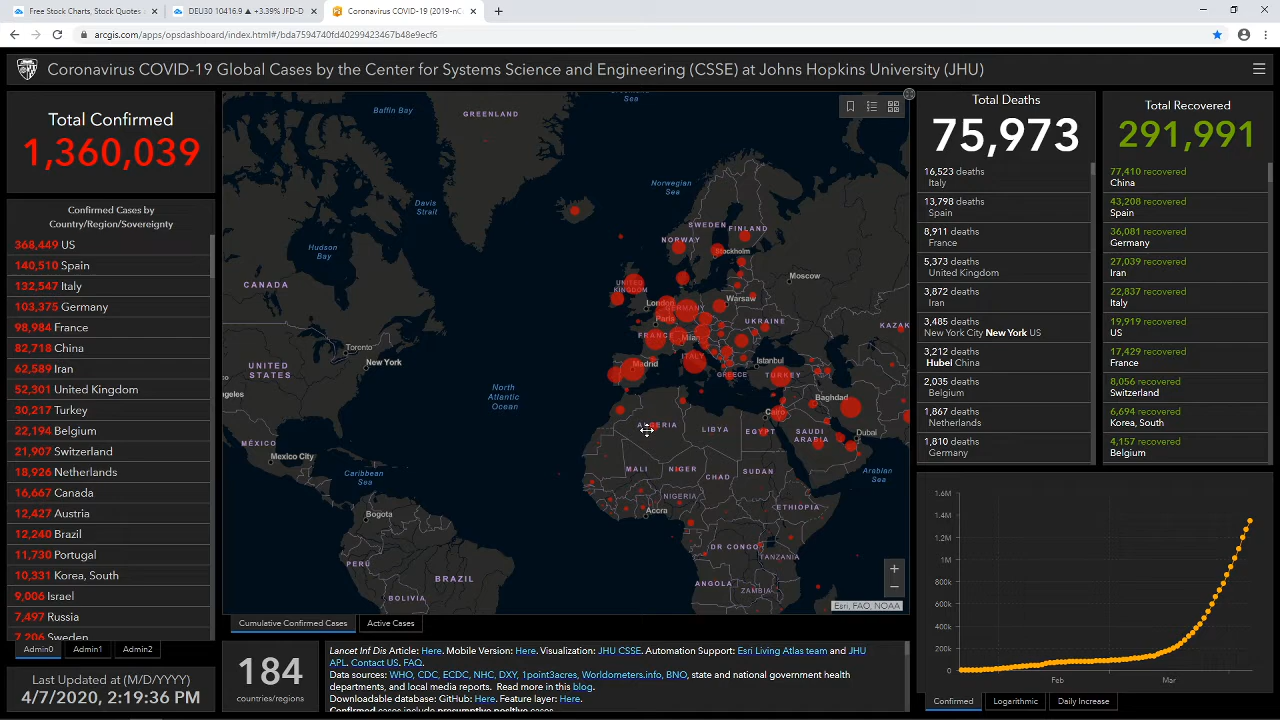 Free Stock Charts, Stock Quotes
DEU30 10416.9 ▲ +3.39% JFD-D
Coronavirus COVID-19 (2019-nC
arcgis.com/apps/opsdashboard/index.html#/bda7594740fd40299423467b48e9ecf6
Coronavirus COVID-19 Global Cases by the Center for Systems Science and Engineering (CSSE) at Johns Hopkins University (JHU)
Total Confirmed
1,360,039
Confirmed Cases by
Country/Region/Sovereignty
368,449 US
140,510 Spain
132,547 Italy
103,375 Germany
98,984 France
82,718 China
62,589 Iran
52,301 United Kingdom
30,217 Turkey
22,194 Belgium
21,907 Switzerland
18,926 Netherlands
16,667 Canada
12,427 Austria
12,240 Brazil
11,730 Portugal
10,331 Korea, South
9,006 Israel
7,497 Russia
7,206 Sweden
Admin0
Admin1
Admin2
Last Updated at (M/D/YYYY)
4/7/2020, 2:19:36 PM
Baffin Bay
GREENLAND
Sea
Norwegian
Sea
Davis
Strait
Hudson
Bay
SWEDEN
FINLAND
NORWAY
Stockholm
Moscow
CANADA
UNITED
KINGDOM
London
GERMANY
Warsaw
Paris
UKRAINE
KAZAK
FRANCE
Milan
Toronto
New York
UNITED
STATES
Madrid
ITALY
Istanbul
GREECE
TURKEY
North
Atlantic
Ocean
geles
Baghdad
Cairo
ALGERIA
LIBYA
EGYPT
SAUDI
ARABIA
Dubai
MÉXICO
Mexico City
Caribbean
Sea
MALI
NIGER
CHAD
SUDAN
Arabian
Sea
NIGERIA
ETHIOPIA
Bogota
Accra
DR CONGO
TANZANIA
PERÚ
BRAZIL
ANGOLA
ZAMBIA
BOLIVIA
Esri, FAO, NOAA
Cumulative Confirmed Cases
Active Cases
184
countries/regions
Lancet Inf Dis Article: Here. Mobile Version: Here. Visualization: JHU CSSE. Automation Support: Esri Living Atlas team and JHU
API. Contact US. FAQ.
Data sources: WHO, CDC, ECDC, NHC, DXY, 1point3acres, Worldometers.info, BNO, state and national government health
departments, and local media reports. Read more in this blog.
Downloadable database: GitHub: Here. Feature layer: Here.
Confirmed cases include presumptive positive cases.
Total Deaths
75,973
16,523 deaths
Italy
13,798 deaths
Spain
8,911 deaths
France
5,373 deaths
United Kingdom
3,872 deaths
Iran
3,485 deaths
New York City New York US
3,212 deaths
Hubei China
2,035 deaths
Belgium
1,867 deaths
Netherlands
1,810 deaths
Germany
Total Recovered
291,991
77,410 recovered
China
43,208 recovered
Spain
36,081 recovered
Germany
27,039 recovered
Iran
22,837 recovered
Italy
19,919 recovered
US
17,429 recovered
France
8,056 recovered
Switzerland
6,694 recovered
Korea, South
4,157 recovered
Belgium
1.6M
1.4M
1.2M
1M
800k
600k
400k
200k
0
Feb
Mar
Confirmed
Logarithmic
Daily Increase